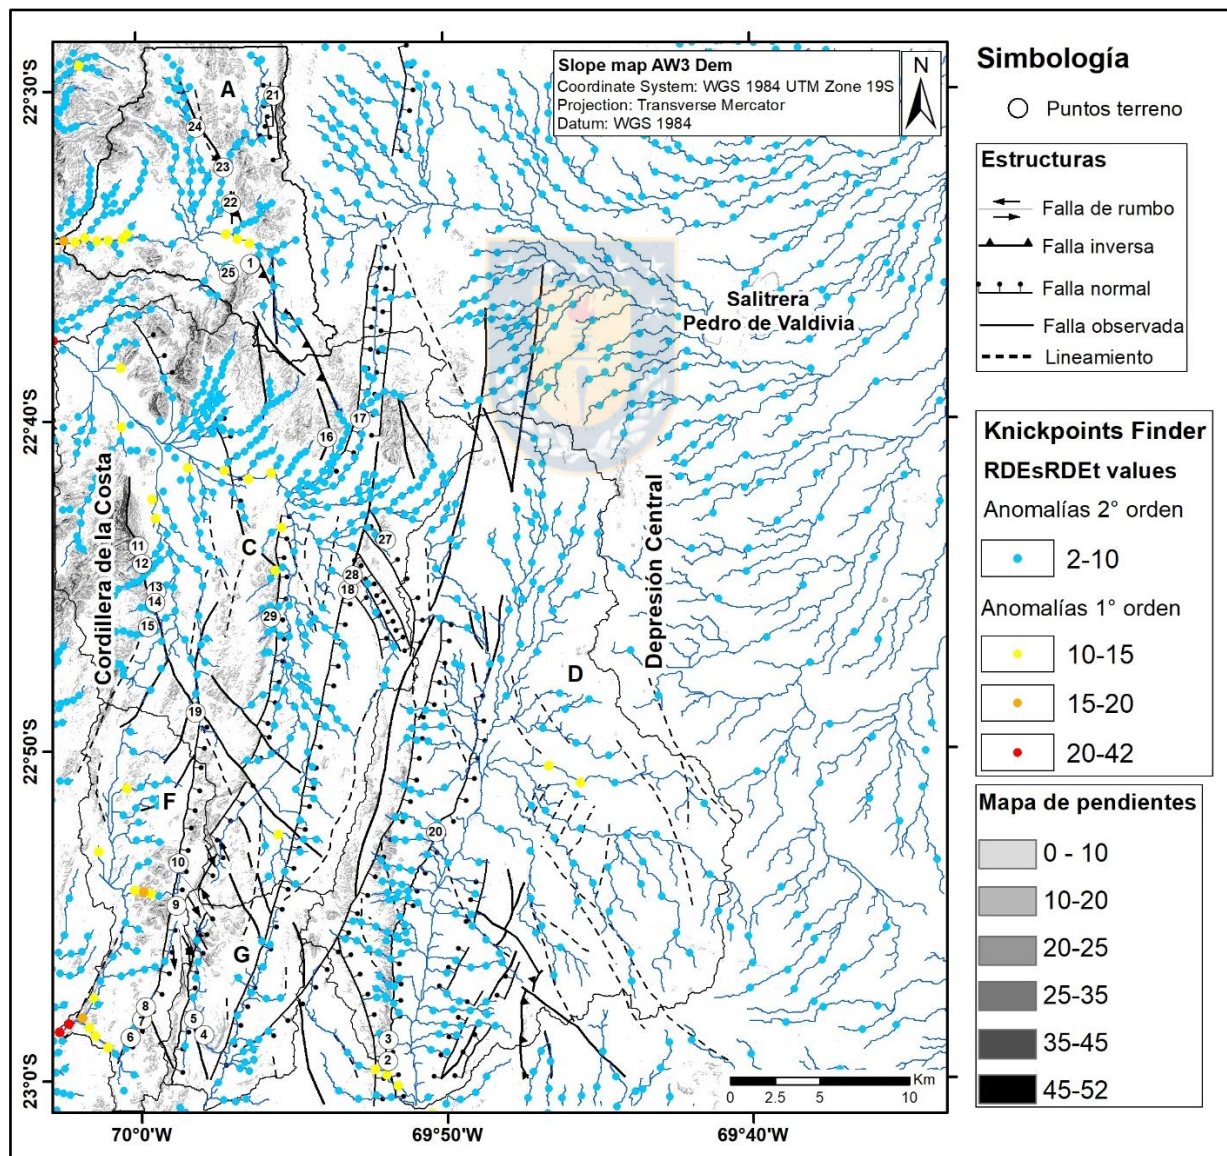 Slope map AW3 Dem
Coordinate System: WGS 1984 UTM Zone 19S
Projection: Transverse Mercator
Datum: WGS 1984
N
22°30'S
22°40'S
22°50'S
23°0'S
70°0'W
69°50'W
69°40'W
A
21
24
23
22
1
25
Salitrera
Pedro de Valdivia
17
16
Cordillera de la Costa
Depresión Central
C
27
11
12
28
18
13
14
15
29
D
19
F
20
10
9
G
8
7
6
5
4
3
2
Km
0
2.5
5
10
Simbología
Puntos terreno
Estructuras
Falla de rumbo
Falla inversa
Falla normal
Falla observada
Lineamiento
Knickpoints Finder
RDEsRDEt values
Anomalías 2° orden
2-10
Anomalías 1° orden
10-15
15-20
20-42
Mapa de pendientes
0 - 10
10-20
20-25
25-35
35-45
45-52